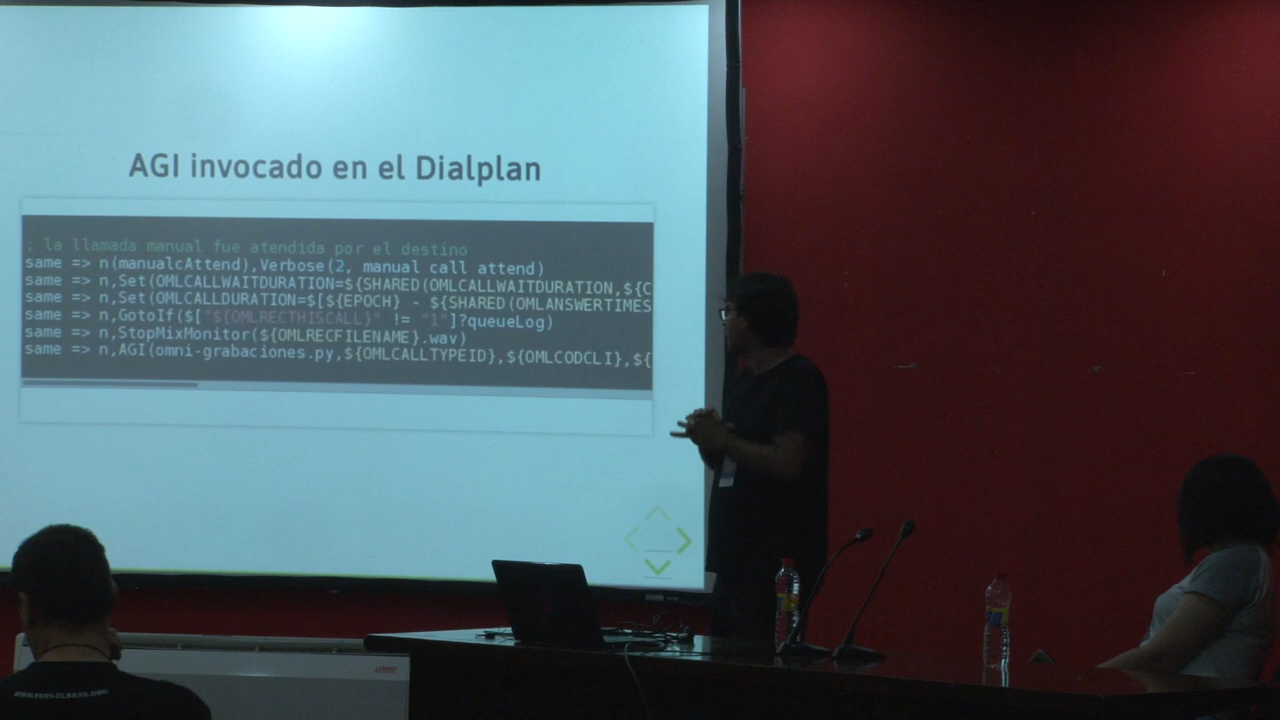 AGI invocado en el Dialplan
; la llamada manual fue atendida por el destino
same => n(manualcAttend),Verbose(2, manual call attend)
same => n,Set(OMLCALLWAITDURATION=${SHARED(OMLCALLWAITDURATION,${C
same => n,Set(OMLCALLDURATION=$[${EPOCH} - ${SHARED(OMLANSWERTIMES
same => n,GotoIf($["${OMLRECTHISCALL}" != "1"]?queueLog)
same => n,StopMixMonitor(${OMLRECFILENAME}.wav)
same => n,AGI(omni-grabaciones.py,${OMLCALLTYPEID},${OMLCODCLI},${